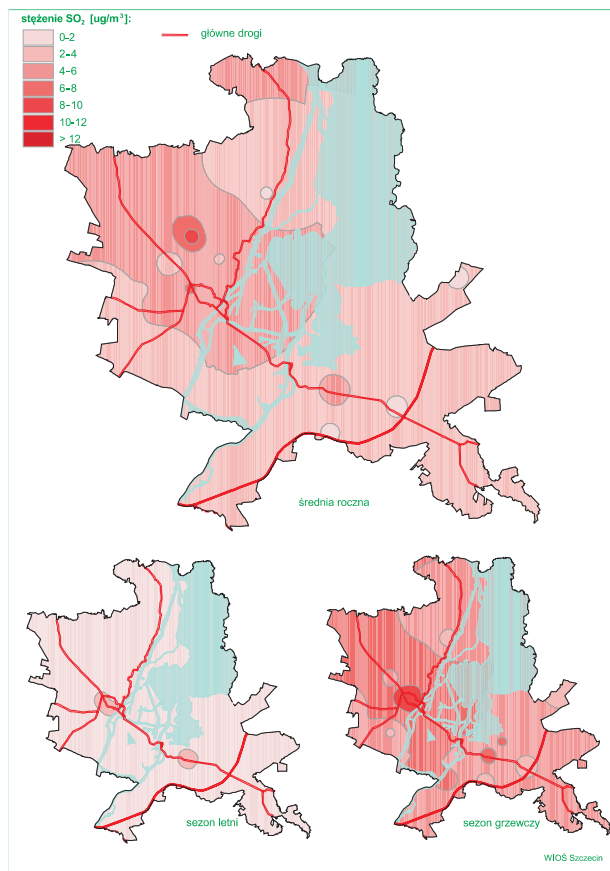 stężenie SO₂ [ug/m³]:
0-2
2-4
4-6
6-8
8-10
10-12
> 12
główne drogi
średnia roczna
sezon letni
sezon grzewczy
WIOŚ Szczecin